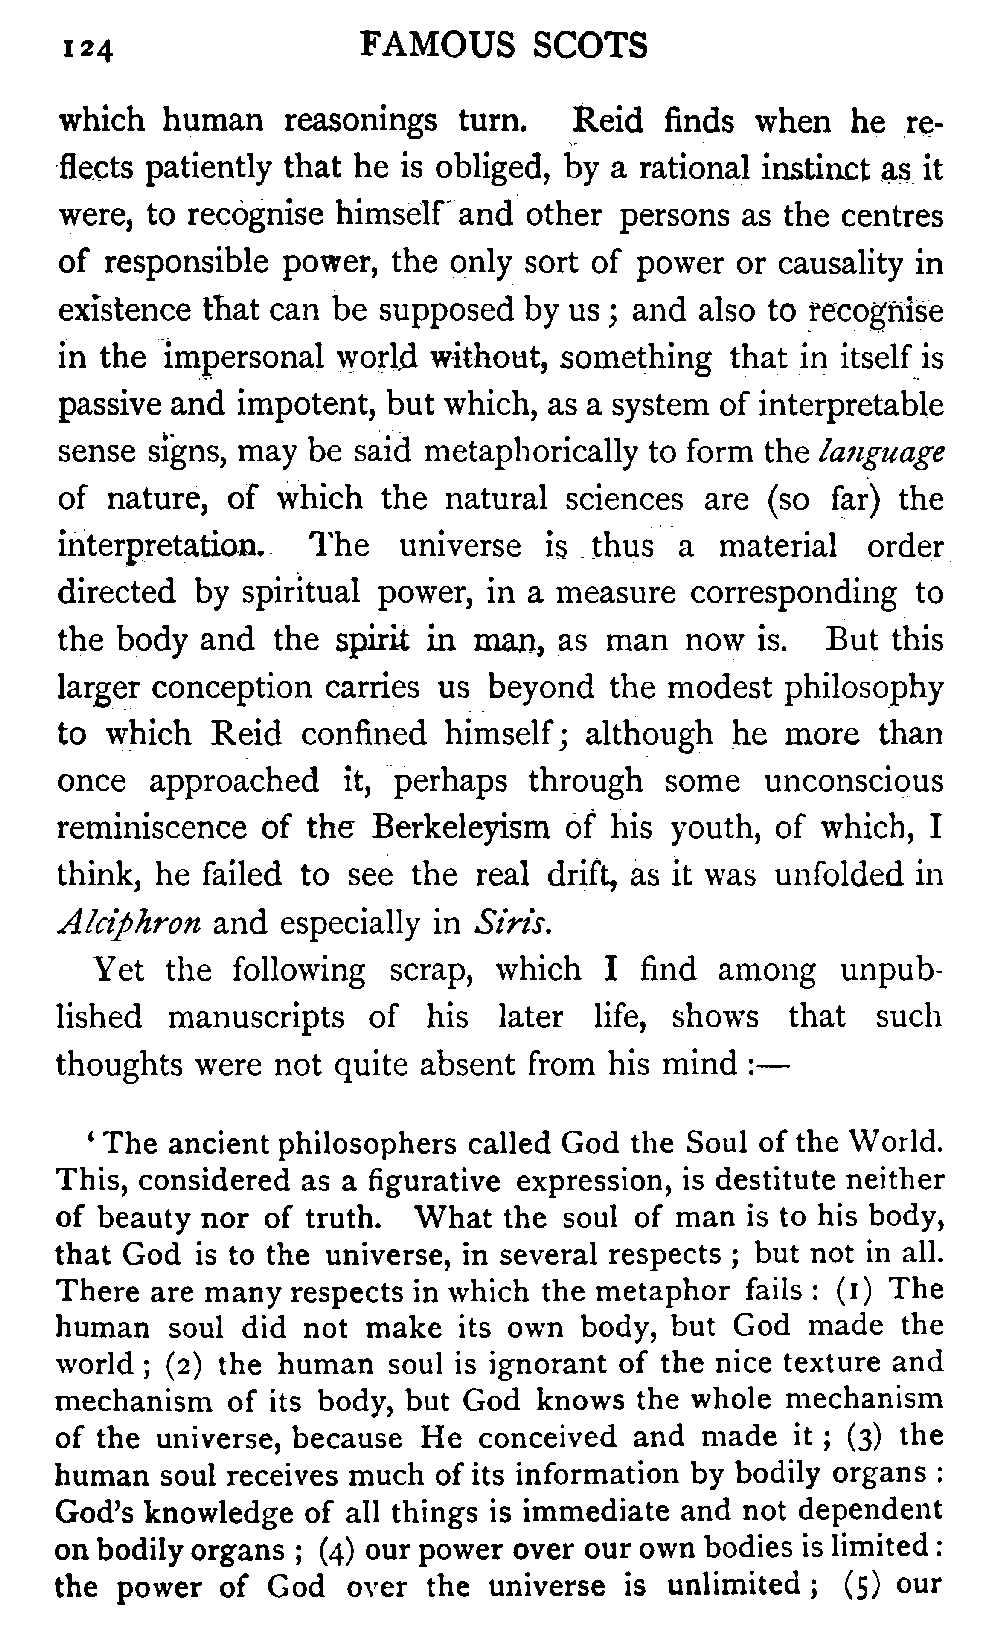 124 FAMOUS SCOTS
which human reasonings turn. Reid finds when he re-
flects patiently that he is obliged, by a rational instinct as it
were, to recognise himself and other persons as the centres
of responsible power, the only sort of power or causality in
existence that can be supposed by us ; and also to recognise
in the impersonal world without, something that in itself is
passive and impotent, but which, as a system of interpretable
sense signs, may be said metaphorically to form the language
of nature, of which the natural sciences are (so far) the
interpretation. The universe is thus a material order
directed by spiritual power, in a measure corresponding to
the body and the spirit in man, as man now is. But this
larger conception carries us beyond the modest philosophy
to which Reid confined himself; although he more than
once approached it, perhaps through some unconscious
reminiscence of the Berkeleyism of his youth, of which, I
think, he failed to see the real drift, as it was unfolded in
Alciphron and especially in Siris.
Yet the following scrap, which I find among unpub-
lished manuscripts of his later life, shows that such
thoughts were not quite absent from his mind :—
‘ The ancient philosophers called God the Soul of the World.
This, considered as a figurative expression, is destitute neither
of beauty nor of truth. What the soul of man is to his body,
that God is to the universe, in several respects ; but not in all.
There are many respects in which the metaphor fails : (1) The
human soul did not make its own body, but God made the
world ; (2) the human soul is ignorant of the nice texture and
mechanism of its body, but God knows the whole mechanism
of the universe, because He conceived and made it ; (3) the
human soul receives much of its information by bodily organs :
God's knowledge of all things is immediate and not dependent
on bodily organs ; (4) our power over our own bodies is limited :
the power of God over the universe is unlimited ; (5) our